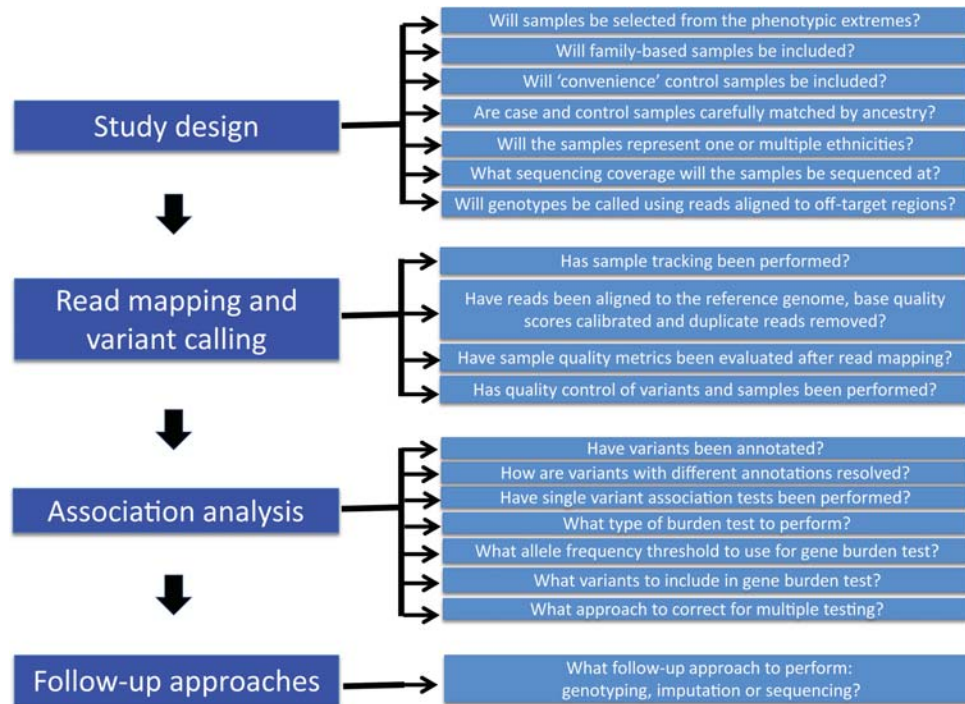 Study design
Will samples be selected from the phenotypic extremes?
Will family-based samples be included?
Will ‘convenience’ control samples be included?
Are case and control samples carefully matched by ancestry?
Will the samples represent one or multiple ethnicities?
What sequencing coverage will the samples be sequenced at?
Will genotypes be called using reads aligned to off-target regions?
Read mapping and
variant calling
Has sample tracking been performed?
Have reads been aligned to the reference genome, base quality
scores calibrated and duplicate reads removed?
Have sample quality metrics been evaluated after read mapping?
Has quality control of variants and samples been performed?
Association analysis
Have variants been annotated?
How are variants with different annotations resolved?
Have single variant association tests been performed?
What type of burden test to perform?
What allele frequency threshold to use for gene burden test?
What variants to include in gene burden test?
What approach to correct for multiple testing?
Follow-up approaches
What follow-up approach to perform:
genotyping, imputation or sequencing?